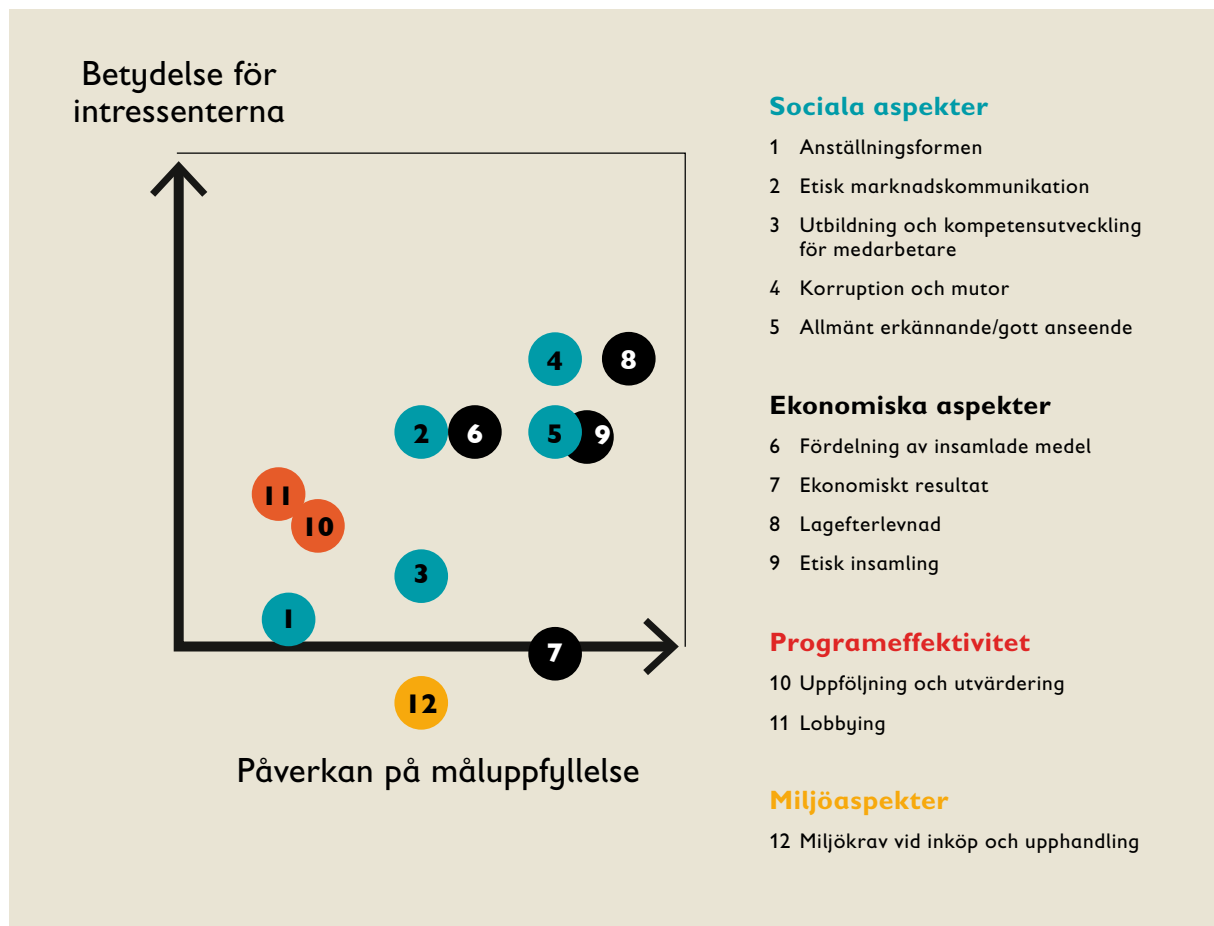 Betydelse för
intressenterna
4
8
2
6
5
9
11
10
3
1
7
12
Påverkan på måluppfyllelse
Sociala aspekter
1 Anställningsformen
2 Etisk marknadskommunikation
3 Utbildning och kompetensutveckling
för medarbetare
4 Korruption och mutor
5 Allmänt erkännande/gott anseende
Ekonomiska aspekter
6 Fördelning av insamlade medel
7 Ekonomiskt resultat
8 Lagefterlevnad
9 Etisk insamling
Programeffektivitet
10 Uppföljning och utvärdering
11 Lobbying
Miljöaspekter
12 Miljökrav vid inköp och upphandling